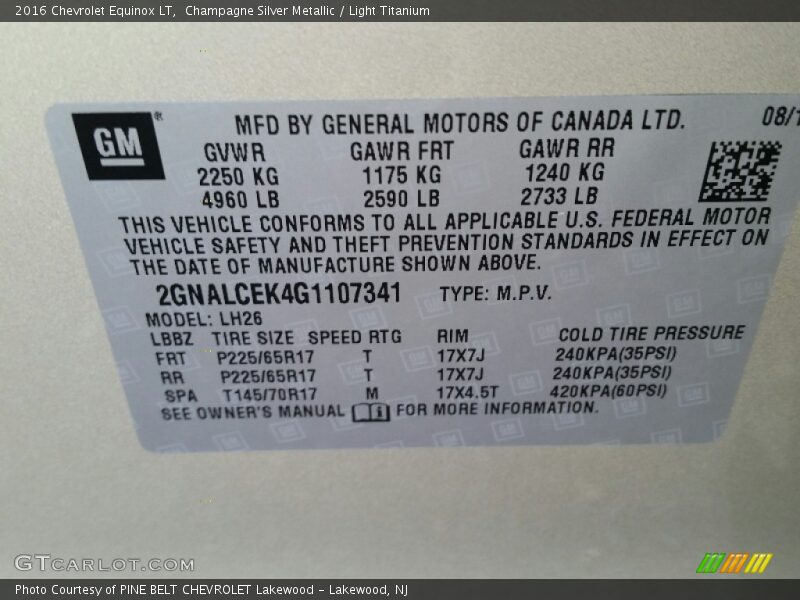 2016 Chevrolet Equinox LT,  Champagne Silver Metallic / Light Titanium
GM ®
MFD BY GENERAL MOTORS OF CANADA LTD. 08/1
GVWR GAWR FRT GAWR RR
2250 KG 1175 KG 1240 KG
4960 LB 2590 LB 2733 LB
THIS VEHICLE CONFORMS TO ALL APPLICABLE U.S. FEDERAL MOTOR
VEHICLE SAFETY AND THEFT PREVENTION STANDARDS IN EFFECT ON
THE DATE OF MANUFACTURE SHOWN ABOVE.
2GNALCEK4G1107341 TYPE: M.P.V.
MODEL: LH26
LBBZ TIRE SIZE SPEED RTG RIM COLD TIRE PRESSURE
FRT P225/65R17 T 17X7J 240KPA(35PSI)
RR P225/65R17 T 17X7J 240KPA(35PSI)
SPA T145/70R17 M 17X4.5T 420KPA(60PSI)
SEE OWNER'S MANUAL FOR MORE INFORMATION.
GTCARLOT.COM
Photo Courtesy of PINE BELT CHEVROLET Lakewood – Lakewood, NJ